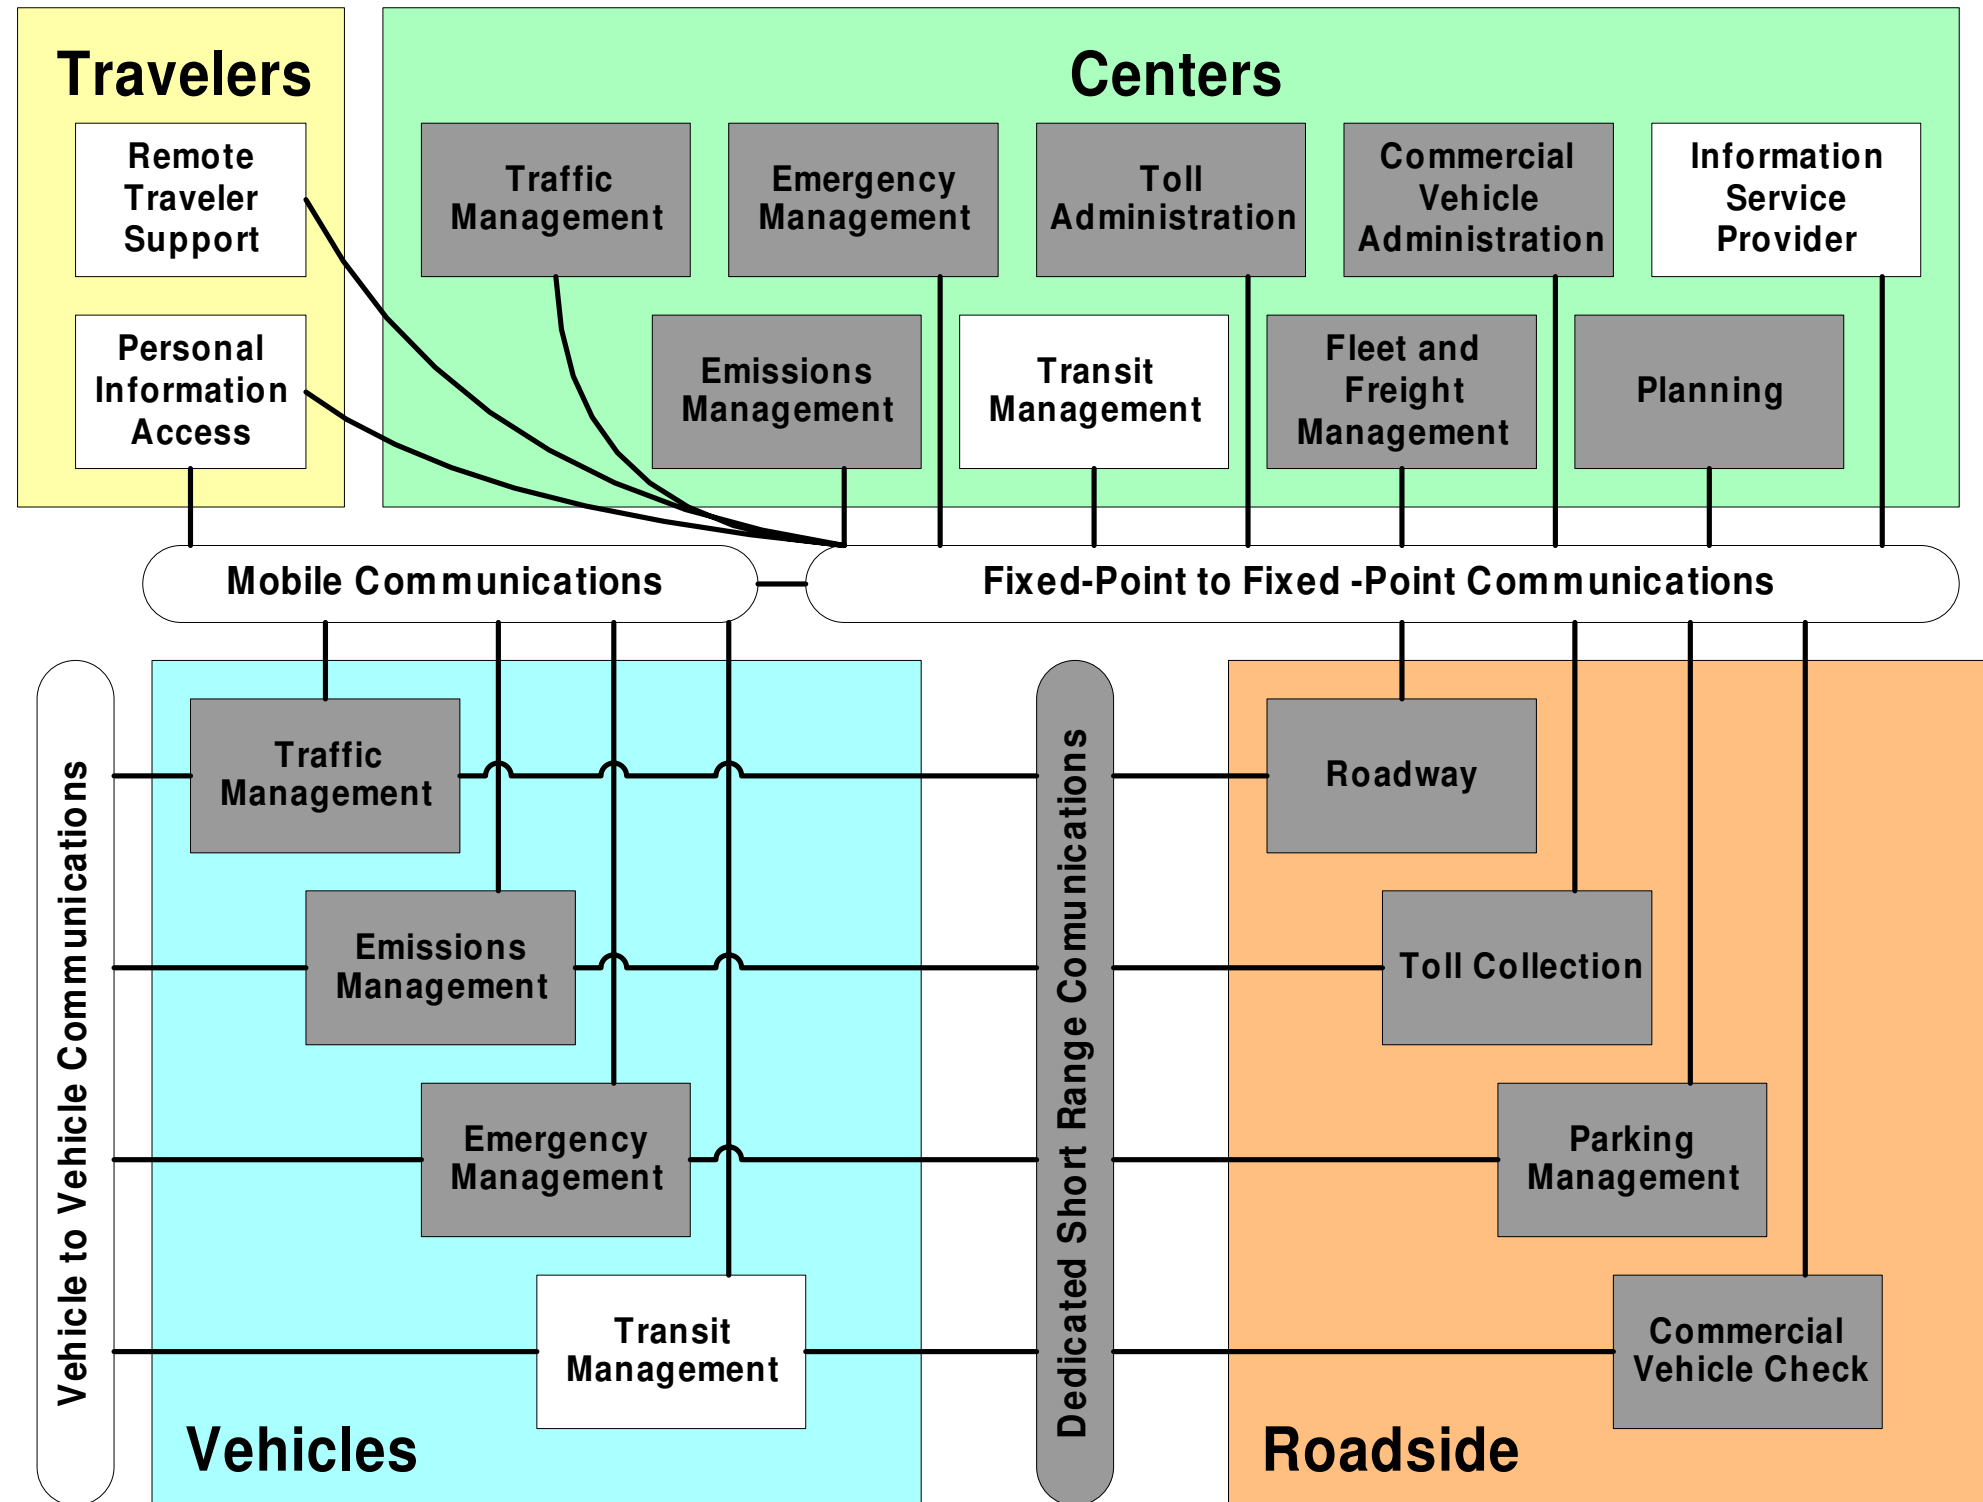 Travelers
Remote
Traveler
Support
Personal
Information
Access
Centers
Traffic
Management
Emergency
Management
Toll
Administration
Commercial
Vehicle
Administration
Information
Service
Provider
Emissions
Management
Transit
Management
Fleet and
Freight
Management
Planning
Mobile Communications
Fixed-Point to Fixed -Point Communications
Vehicle to Vehicle Communications
Traffic
Management
Emissions
Management
Emergency
Management
Transit
Management
Vehicles
Dedicated Short Range Comunications
Roadway
Toll Collection
Parking
Management
Commercial
Vehicle Check
Roadside